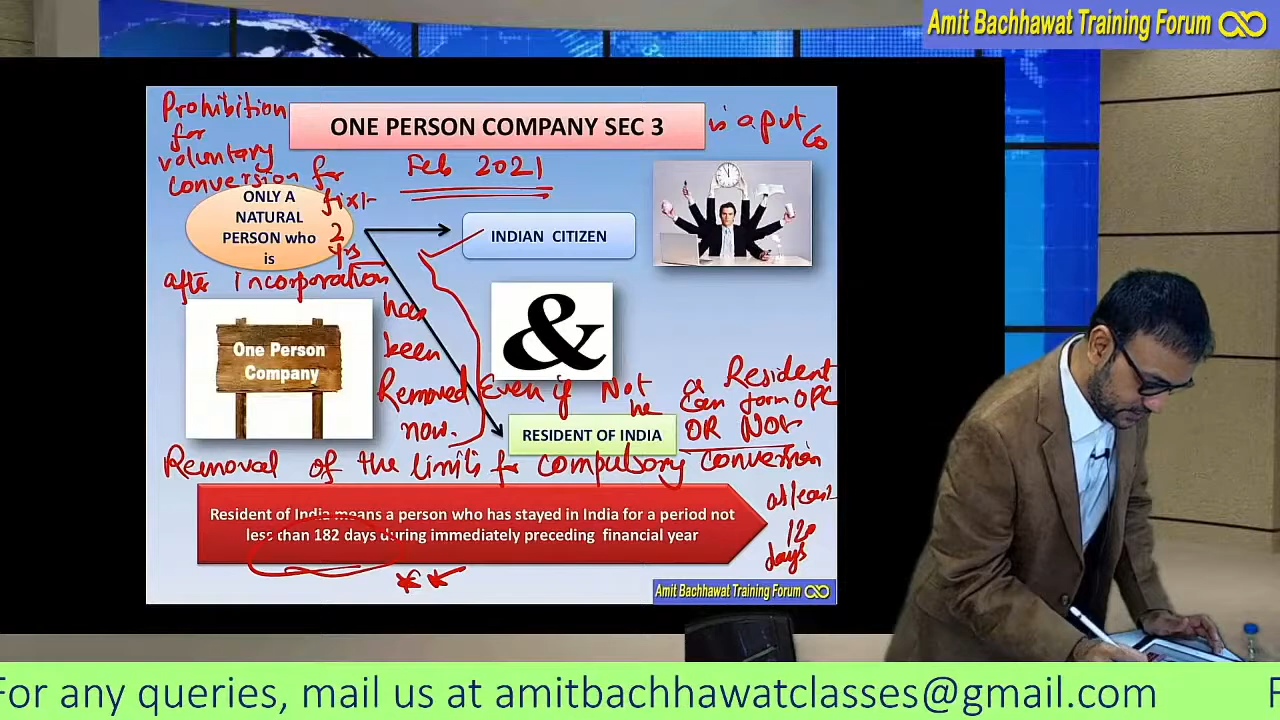 Amit Bachhawat Training Forum
Prohibition
for
voluntary
conversion for
first
2
yrs
after incorporation
has
been
Removed
now.
ONE PERSON COMPANY SEC 3
is a pvt
Co
Feb 2021
ONLY A
NATURAL
PERSON who
is
INDIAN CITIZEN
One Person
Company
&
Even if Not a Resident
he can form OPC
RESIDENT OF INDIA
OR Not
Removal of the limits for compulsory conversion
Resident of India means a person who has stayed in India for a period not
less than 182 days during immediately preceding financial year
atleast
120
days
Amit Bachhawat Training Forum
For any queries, mail us at amitbachhawatclasses@gmail.com
F